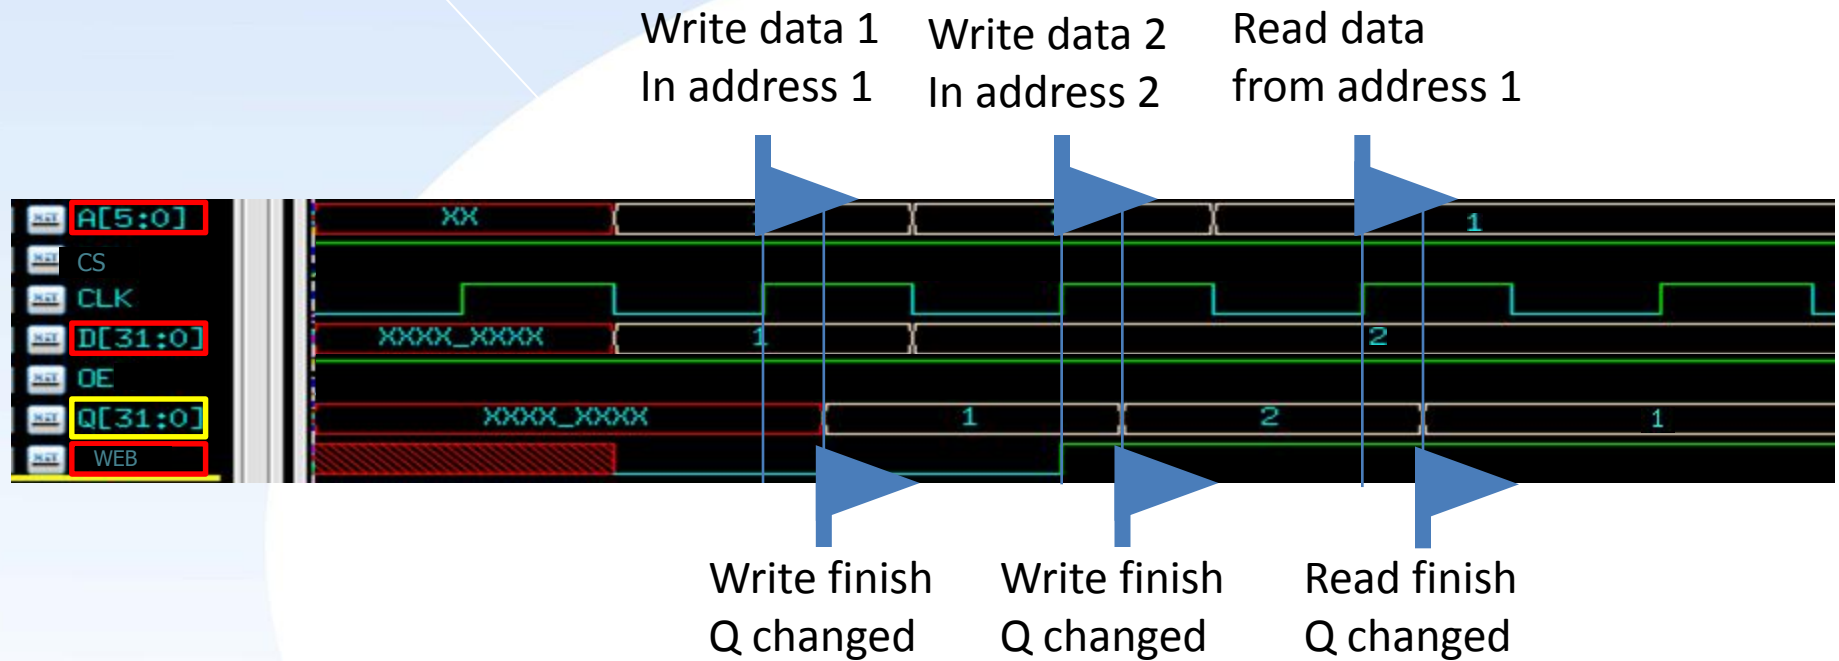 Write data 1
In address 1
Write data 2
In address 2
Read data
from address 1
A[5:0]
XX
1
CS
CLK
D[31:0]
XXXX_XXXX
1
2
OE
Q[31:0]
XXXX_XXXX
1
2
1
WEB
Write finish
Q changed
Write finish
Q changed
Read finish
Q changed